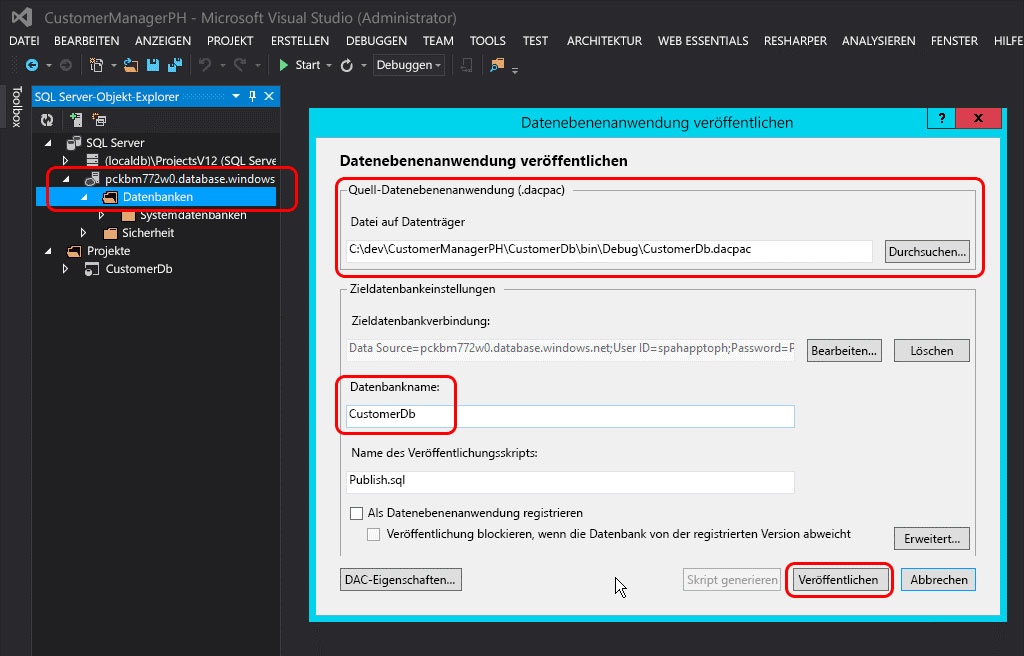 CustomerManagerPH - Microsoft Visual Studio (Administrator)
DATEI BEARBEITEN ANZEIGEN PROJEKT ERSTELLEN DEBUGGEN TEAM TOOLS TEST ARCHITEKTUR WEB ESSENTIALS RESHARPER ANALYSIEREN FENSTER HILFE
Start Debuggen
Toolbox
SQL Server-Objekt-Explorer
SQL Server
(localdb)\ProjectsV12 (SQL Serve
pckbm772w0.database.windows
Datenbanken
Systemdatenbanken
Sicherheit
Projekte
CustomerDb
Datenebenenanwendung veröffentlichen
? X
Datenebenenanwendung veröffentlichen
Quell-Datenebenenanwendung (.dacpac)
Datei auf Datenträger
C:\dev\CustomerManagerPH\CustomerDb\bin\Debug\CustomerDb.dacpac
Durchsuchen...
Zieldatenbankeinstellungen
Zieldatenbankverbindung:
Data Source=pckbm772w0.database.windows.net;User ID=spahapptoph;Password=P
Bearbeiten...
Löschen
Datenbankname:
CustomerDb
Name des Veröffentlichungsskripts:
Publish.sql
Als Datenebenenanwendung registrieren
Veröffentlichung blockieren, wenn die Datenbank von der registrierten Version abweicht
Erweitert...
DAC-Eigenschaften...
Skript generieren
Veröffentlichen
Abbrechen